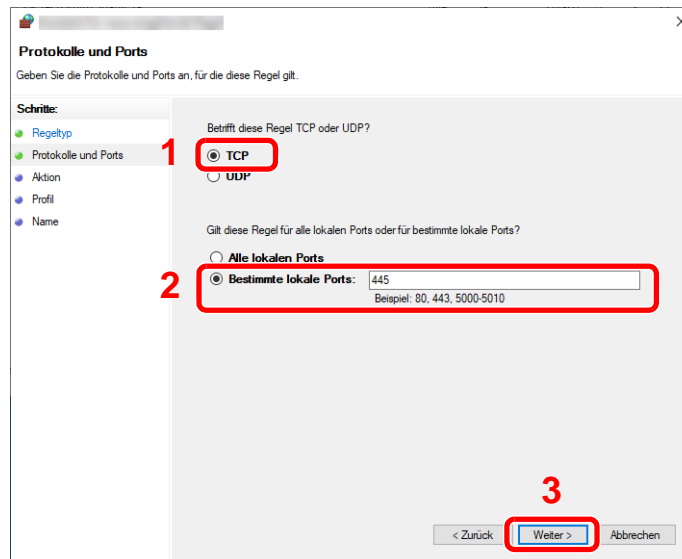 Protokolle und Ports
Geben Sie die Protokolle und Ports an, für die diese Regel gilt.
Schritte:
Regeltyp
Protokolle und Ports
Aktion
Profil
Name
Betrifft diese Regel TCP oder UDP?
1
TCP
UDP
Gilt diese Regel für alle lokalen Ports oder für bestimmte lokale Ports?
Alle lokalen Ports
2
Bestimmte lokale Ports: 445
Beispiel: 80, 443, 5000-5010
3
< Zurück Weiter > Abbrechen